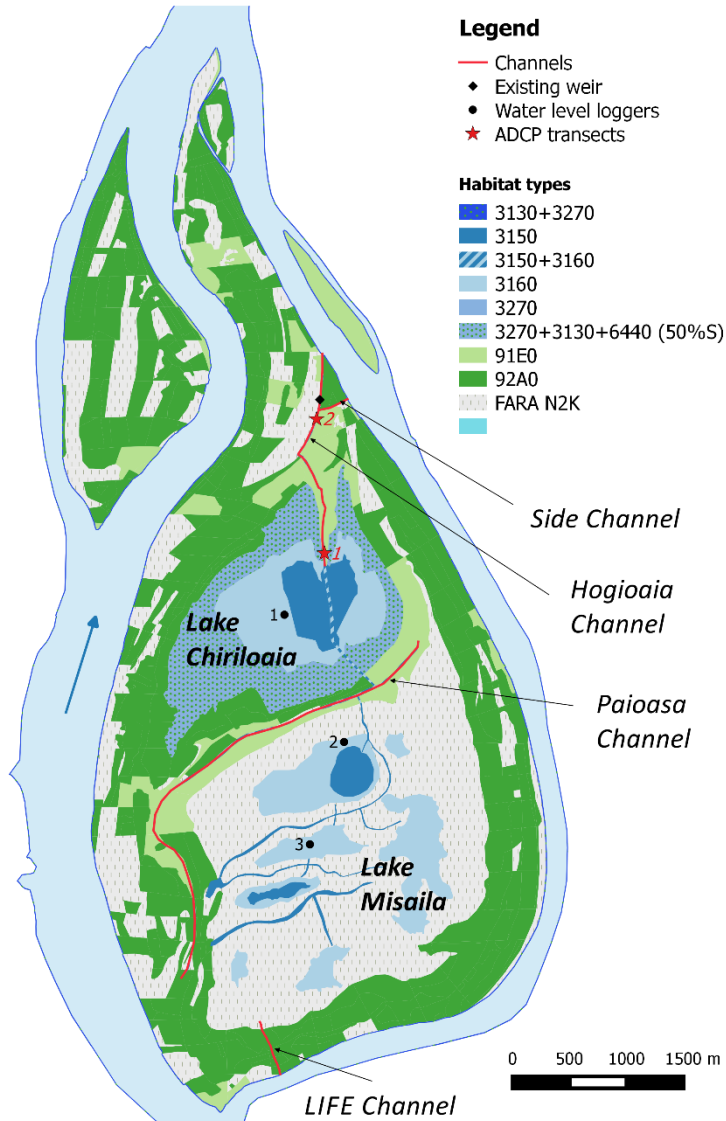 Legend
Channels
Existing weir
Water level loggers
ADCP transects
Habitat types
3130+3270
3150
3150+3160
3160
3270
3270+3130+6440 (50%S)
91E0
92A0
FARA N2K
2
Side Channel
1
Hogioaia
Channel
1
Lake
Chiriloaia
Paioasa
Channel
2
3
Lake
Misaila
0 500 1000 1500 m
LIFE Channel